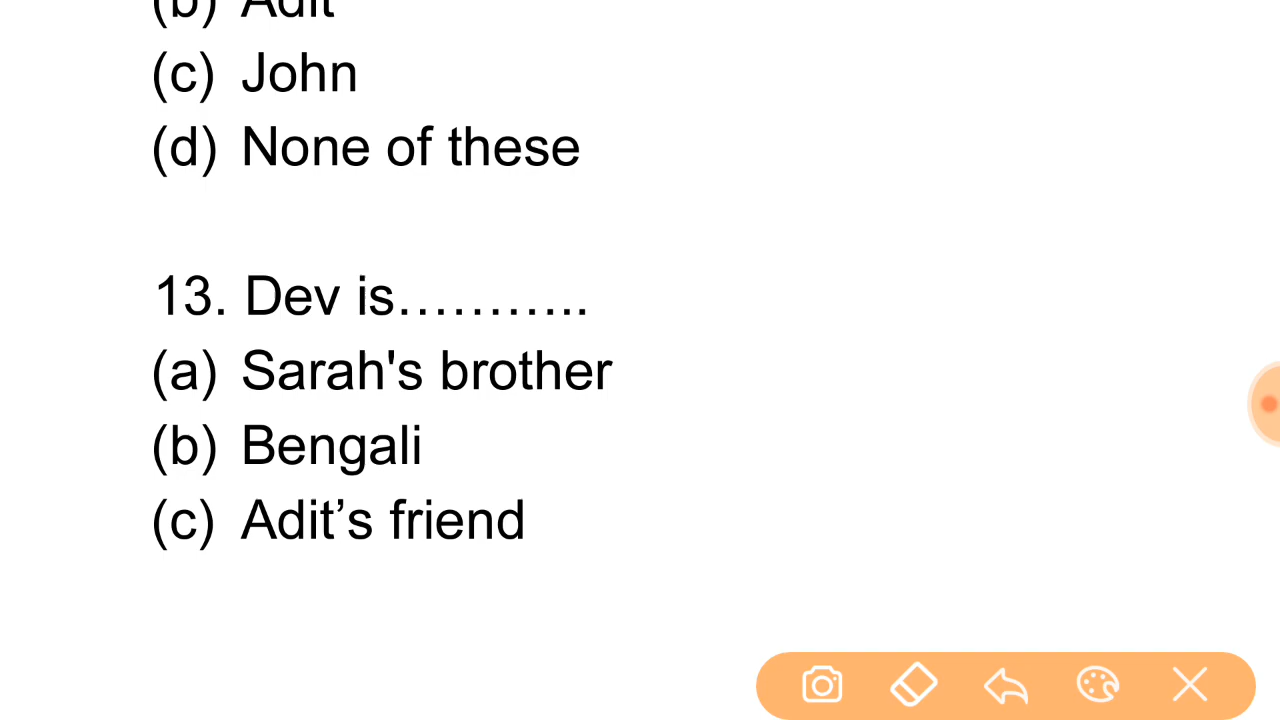 (b) Adit
(c) John
(d) None of these
13. Dev is………..
(a) Sarah's brother
(b) Bengali
(c) Adit’s friend